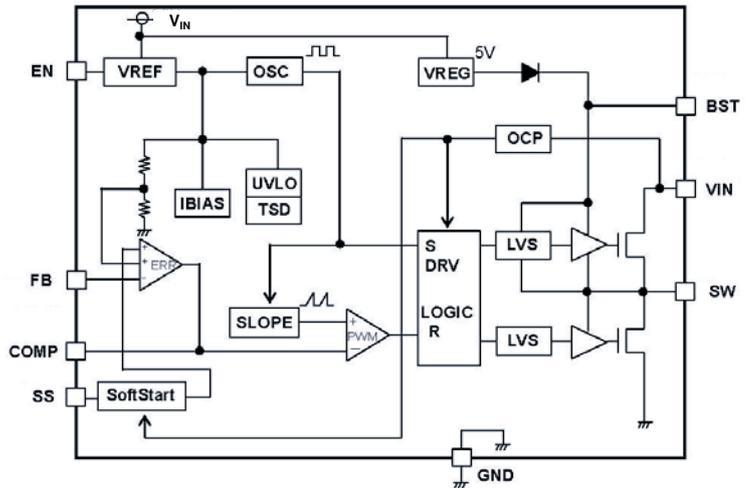 VIN
5V
EN
VREF
OSC
VREG
BST
OCP
UVLO
IBIAS
TSD
VIN
S
LVS
DRV
+
+
ERR
−
FB
SW
SLOPE
LOGIC
+
PWM
−
R
LVS
COMP
SS
SoftStart
GND